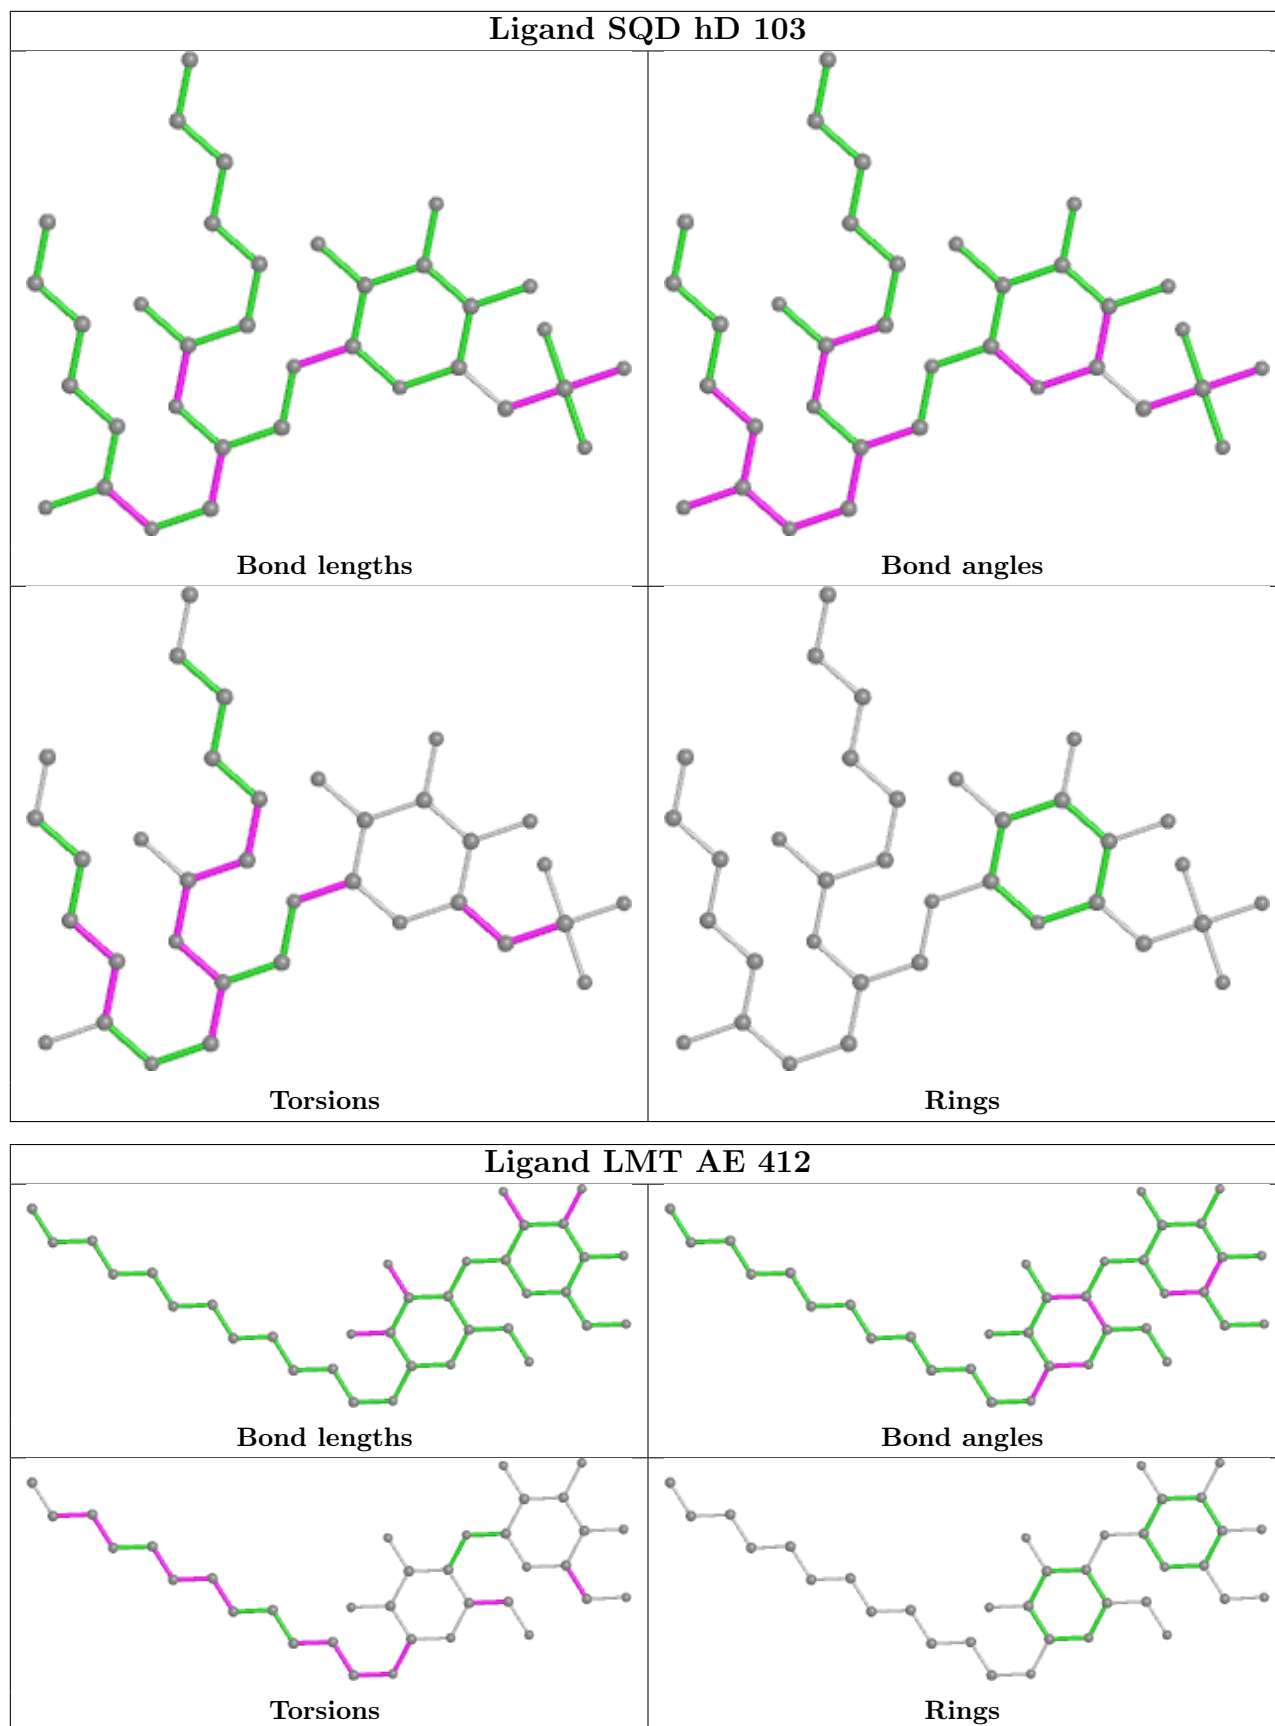 Ligand SQD hD 103
Bond lengths
Bond angles
Torsions
Rings
Ligand LMT AE 412
Bond lengths
Bond angles
Torsions
Rings